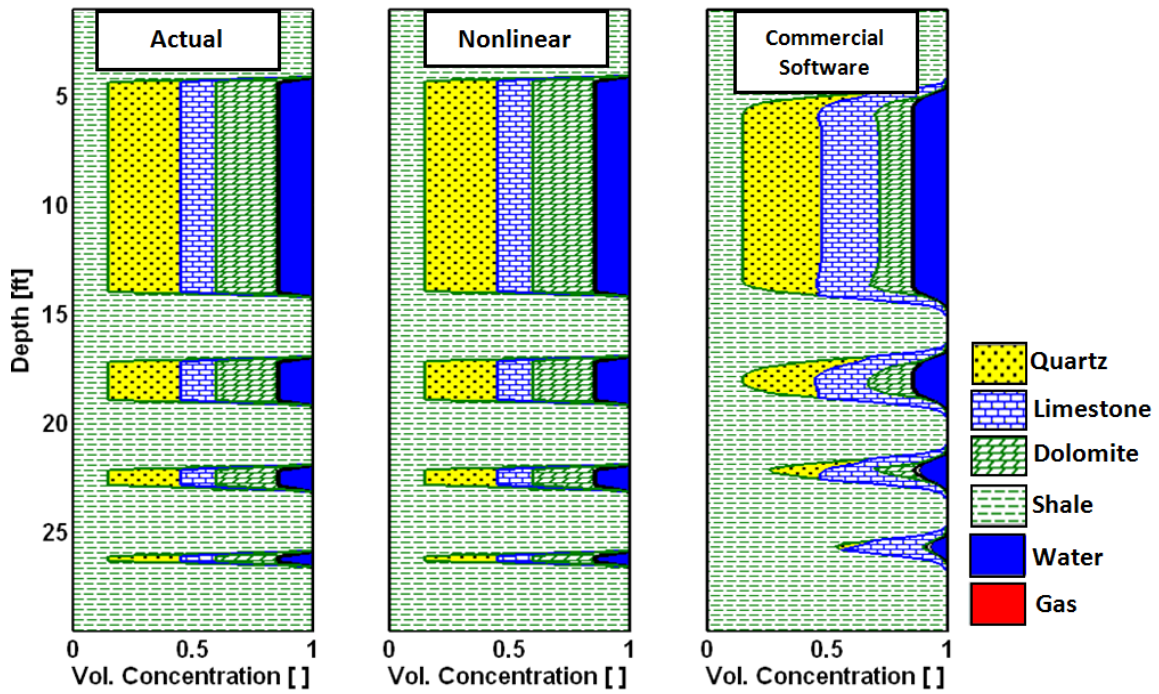 Actual
Nonlinear
Commercial
Software
Depth [ft]
5
10
15
20
25
0 0.5 1
Vol. Concentration [ ]
0 0.5 1
Vol. Concentration [ ]
0 0.5 1
Vol. Concentration [ ]
Quartz
Limestone
Dolomite
Shale
Water
Gas